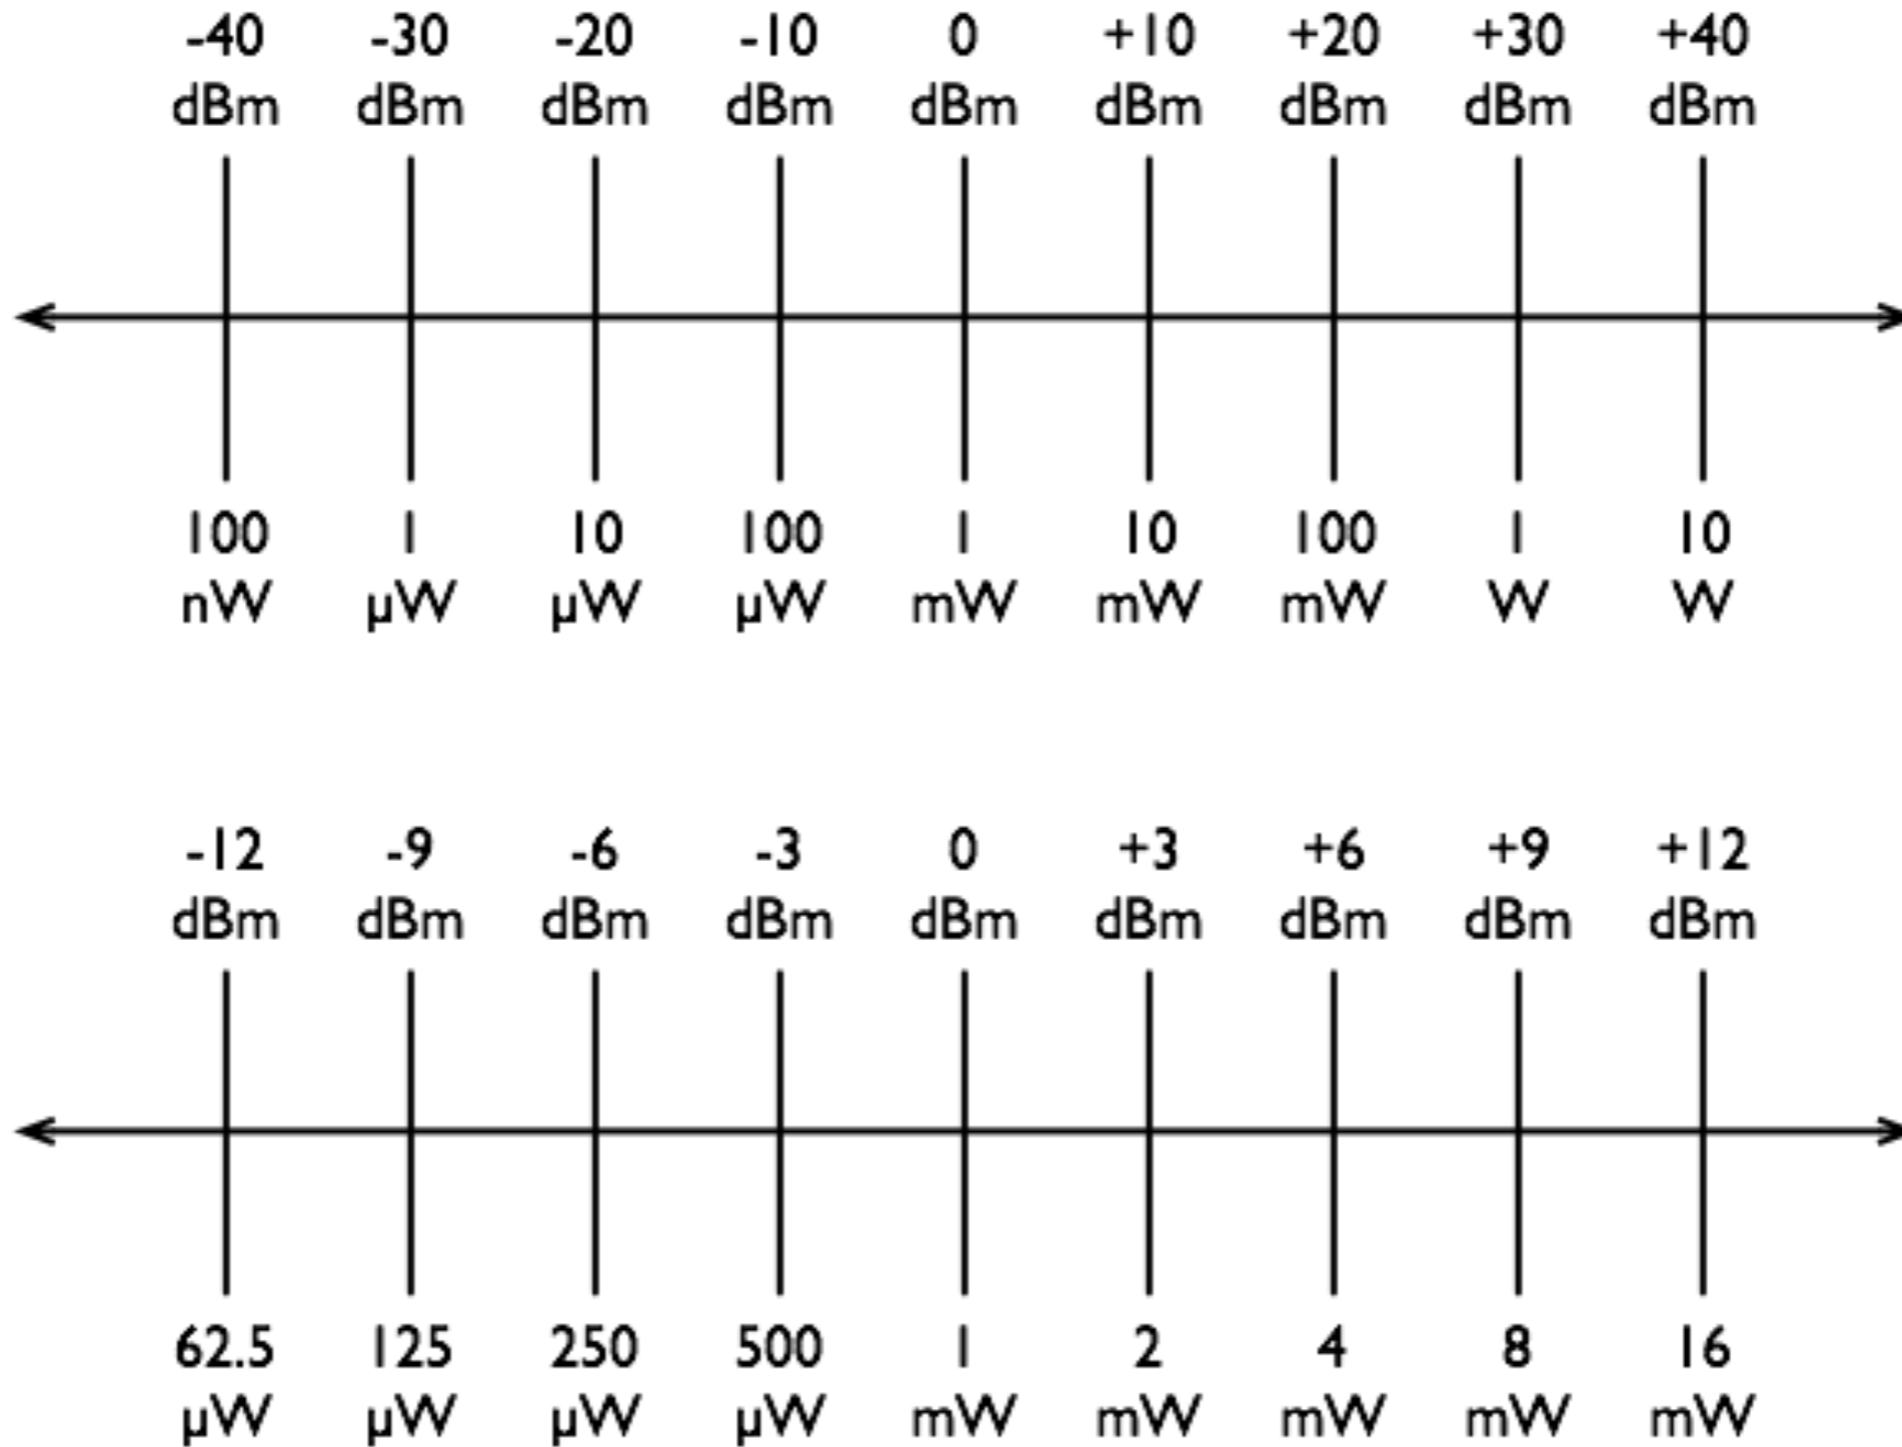 -40 -30 -20 -10 0 +10 +20 +30 +40
dBm dBm dBm dBm dBm dBm dBm dBm dBm
100 1 10 100 1 10 100 1 10
nW µW µW µW mW mW mW W W
-12 -9 -6 -3 0 +3 +6 +9 +12
dBm dBm dBm dBm dBm dBm dBm dBm dBm
62.5 125 250 500 1 2 4 8 16
µW µW µW µW mW mW mW mW mW